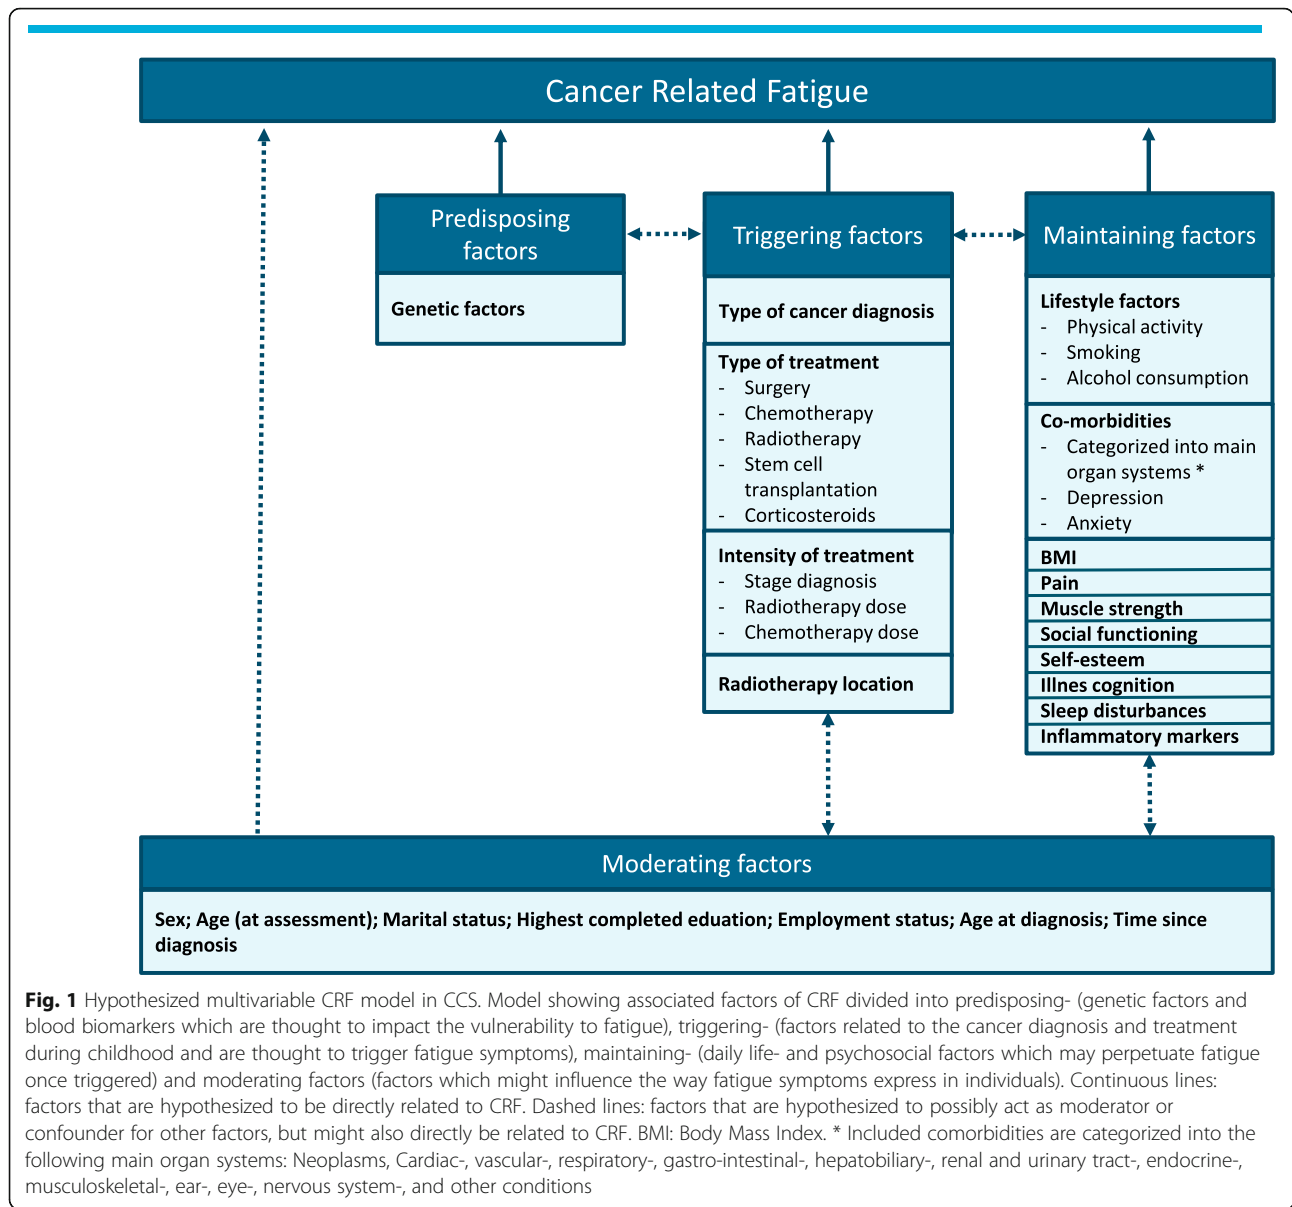 Cancer Related Fatigue
Predisposing
factors
Genetic factors
Triggering factors
Type of cancer diagnosis
Type of treatment
- Surgery
- Chemotherapy
- Radiotherapy
- Stem cell
transplantation
- Corticosteroids
Intensity of treatment
- Stage diagnosis
- Radiotherapy dose
- Chemotherapy dose
Radiotherapy location
Maintaining factors
Lifestyle factors
- Physical activity
- Smoking
- Alcohol consumption
Co-morbidities
- Categorized into main
organ systems *
- Depression
- Anxiety
BMI
Pain
Muscle strength
Social functioning
Self-esteem
Illnes cognition
Sleep disturbances
Inflammatory markers
Moderating factors
Sex; Age (at assessment); Marital status; Highest completed eduation; Employment status; Age at diagnosis; Time since
diagnosis
Fig. 1 Hypothesized multivariable CRF model in CCS. Model showing associated factors of CRF divided into predisposing- (genetic factors and
blood biomarkers which are thought to impact the vulnerability to fatigue), triggering- (factors related to the cancer diagnosis and treatment
during childhood and are thought to trigger fatigue symptoms), maintaining- (daily life- and psychosocial factors which may perpetuate fatigue
once triggered) and moderating factors (factors which might influence the way fatigue symptoms express in individuals). Continuous lines:
factors that are hypothesized to be directly related to CRF. Dashed lines: factors that are hypothesized to possibly act as moderator or
confounder for other factors, but might also directly be related to CRF. BMI: Body Mass Index. * Included comorbidities are categorized into the
following main organ systems: Neoplasms, Cardiac-, vascular-, respiratory-, gastro-intestinal-, hepatobiliary-, renal and urinary tract-, endocrine-,
musculoskeletal-, ear-, eye-, nervous system-, and other conditions